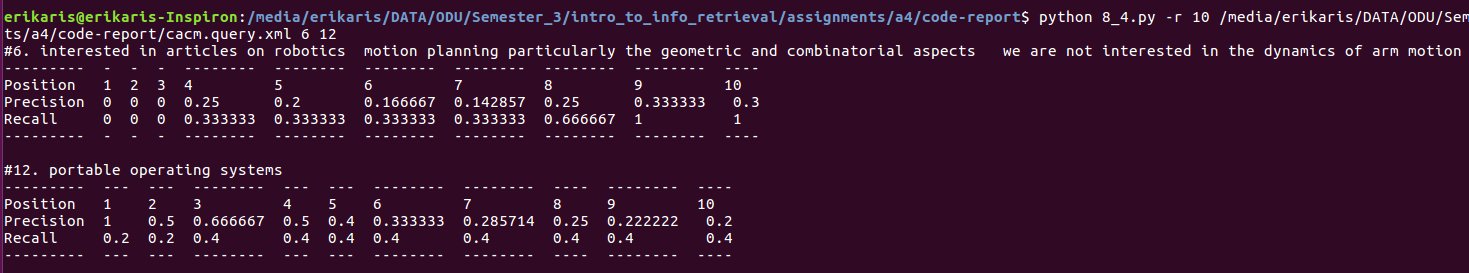 erikaris@erikaris-Inspiron:/media/erikaris/DATA/ODU/Semester_3/intro_to_info_retrieval/assignments/a4/code-report$ python 8_4.py -r 10 /media/erikaris/DATA/ODU/Sem
ts/a4/code-report/cacm.query.xml 6 12
#6. interested in articles on robotics  motion planning particularly the geometric and combinatorial aspects   we are not interested in the dynamics of arm motion
---------  -  -  -  --------  --------  --------  --------  --------  --------  ----
Position   1  2  3  4         5         6         7         8         9         10
Precision  0  0  0  0.25      0.2       0.166667  0.142857  0.25      0.333333   0.3
Recall     0  0  0  0.333333  0.333333  0.333333  0.333333  0.666667  1          1
---------  -  -  -  --------  --------  --------  --------  --------  --------  ----
#12. portable operating systems
---------  ---  ---  --------  ---  ---  --------  --------  ----  --------  ----
Position   1    2    3         4    5    6         7         8     9         10
Precision  1    0.5  0.666667  0.5  0.4  0.333333  0.285714  0.25  0.222222   0.2
Recall     0.2  0.2  0.4       0.4  0.4  0.4       0.4       0.4   0.4        0.4
---------  ---  ---  --------  ---  ---  --------  --------  ----  --------  ----